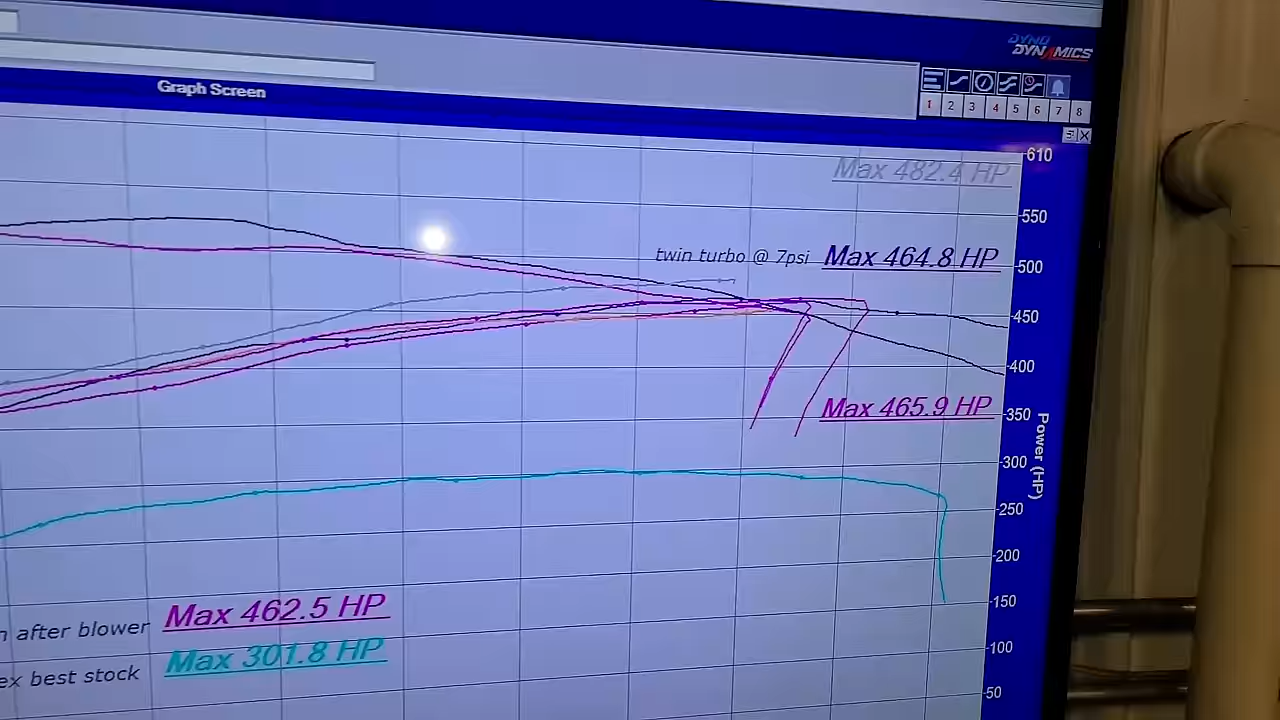 DYNO
DYNAMICS
Graph Screen
1 2 3 4 5 6 7 8
610
Max 482.4 HP
550
twin turbo @ 7psi Max 464.8 HP
500
450
400
Max 465.9 HP
350
Power (HP)
300
250
200
150
after blower Max 462.5 HP
100
best stock Max 301.8 HP
50